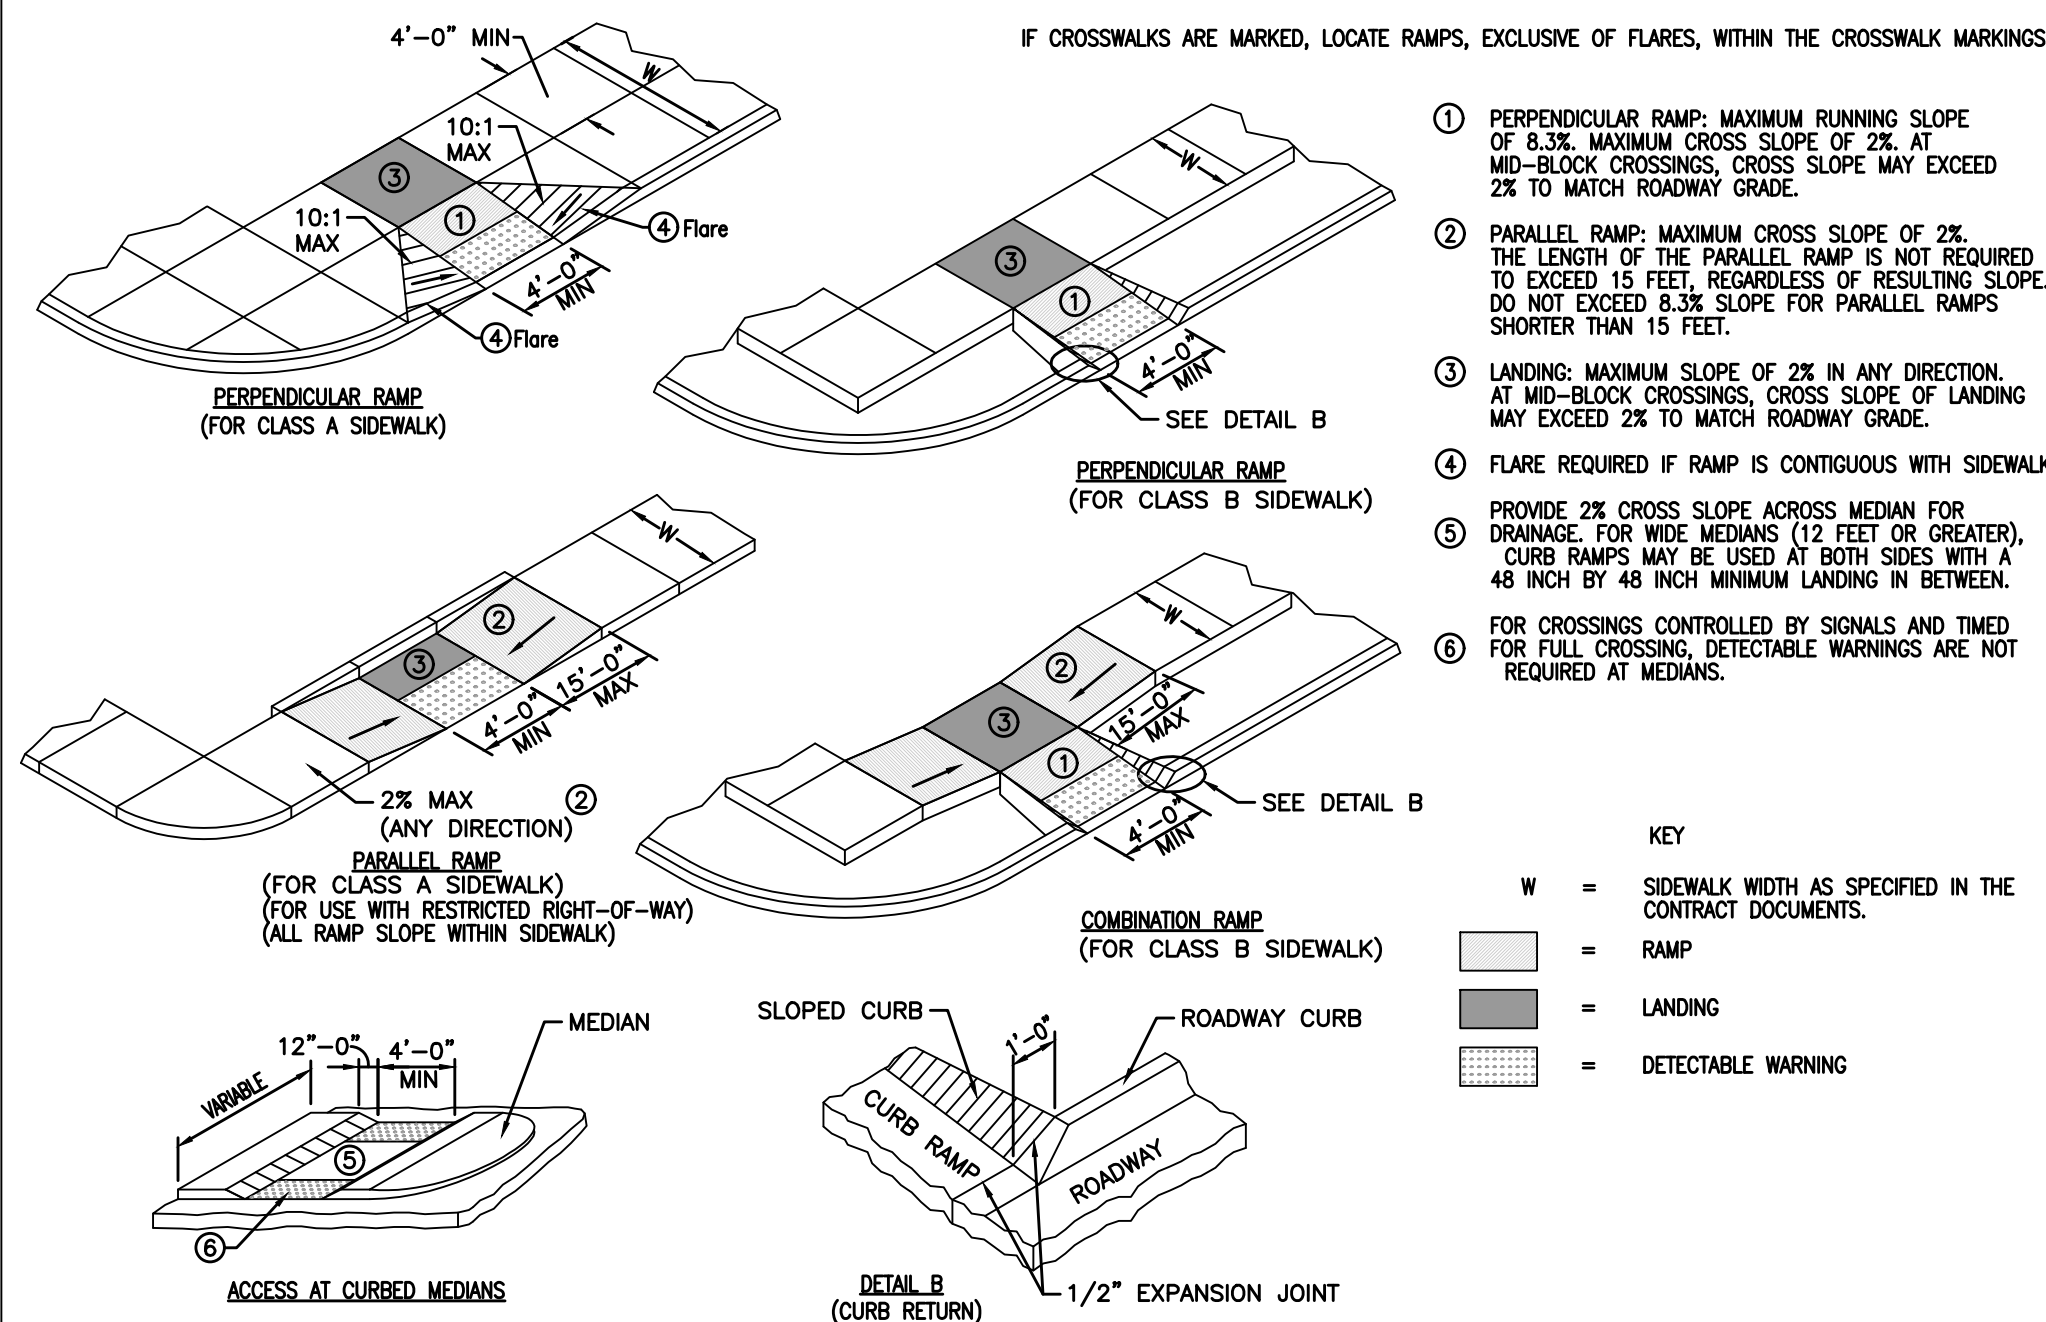 IF CROSSWALKS ARE MARKED, LOCATE RAMPS, EXCLUSIVE OF FLARES, WITHIN THE CROSSWALK MARKINGS
4'-0" MIN
W
10:1
MAX
3
10:1
MAX
1
4 Flare
4'-0"
MIN
4 Flare
PERPENDICULAR RAMP
(FOR CLASS A SIDEWALK)
W
3
1
4'-0"
MIN
SEE DETAIL B
PERPENDICULAR RAMP
(FOR CLASS B SIDEWALK)
1 PERPENDICULAR RAMP: MAXIMUM RUNNING SLOPE
OF 8.3%. MAXIMUM CROSS SLOPE OF 2%. AT
MID-BLOCK CROSSINGS, CROSS SLOPE MAY EXCEED
2% TO MATCH ROADWAY GRADE.
2 PARALLEL RAMP: MAXIMUM CROSS SLOPE OF 2%.
THE LENGTH OF THE PARALLEL RAMP IS NOT REQUIRED
TO EXCEED 15 FEET, REGARDLESS OF RESULTING SLOPE.
DO NOT EXCEED 8.3% SLOPE FOR PARALLEL RAMPS
SHORTER THAN 15 FEET.
3 LANDING: MAXIMUM SLOPE OF 2% IN ANY DIRECTION.
AT MID-BLOCK CROSSINGS, CROSS SLOPE OF LANDING
MAY EXCEED 2% TO MATCH ROADWAY GRADE.
4 FLARE REQUIRED IF RAMP IS CONTIGUOUS WITH SIDEWALK
PROVIDE 2% CROSS SLOPE ACROSS MEDIAN FOR
5 DRAINAGE. FOR WIDE MEDIANS (12 FEET OR GREATER),
CURB RAMPS MAY BE USED AT BOTH SIDES WITH A
48 INCH BY 48 INCH MINIMUM LANDING IN BETWEEN.
FOR CROSSINGS CONTROLLED BY SIGNALS AND TIMED
6 FOR FULL CROSSING, DETECTABLE WARNINGS ARE NOT
REQUIRED AT MEDIANS.
W
2
3
15'-0"
MAX
4'-0"
MIN
2% MAX 2
(ANY DIRECTION)
PARALLEL RAMP
(FOR CLASS A SIDEWALK)
(FOR USE WITH RESTRICTED RIGHT-OF-WAY)
(ALL RAMP SLOPE WITHIN SIDEWALK)
W
2
3
15'-0"
MAX
1
4'-0"
MIN
SEE DETAIL B
COMBINATION RAMP
(FOR CLASS B SIDEWALK)
KEY
W = SIDEWALK WIDTH AS SPECIFIED IN THE
CONTRACT DOCUMENTS.
= RAMP
= LANDING
= DETECTABLE WARNING
MEDIAN
12"-0"
4'-0"
MIN
VARIABLE
5
6
ACCESS AT CURBED MEDIANS
SLOPED CURB
1'-0"
ROADWAY CURB
CURB RAMP
ROADWAY
1/2" EXPANSION JOINT
DETAIL B
(CURB RETURN)